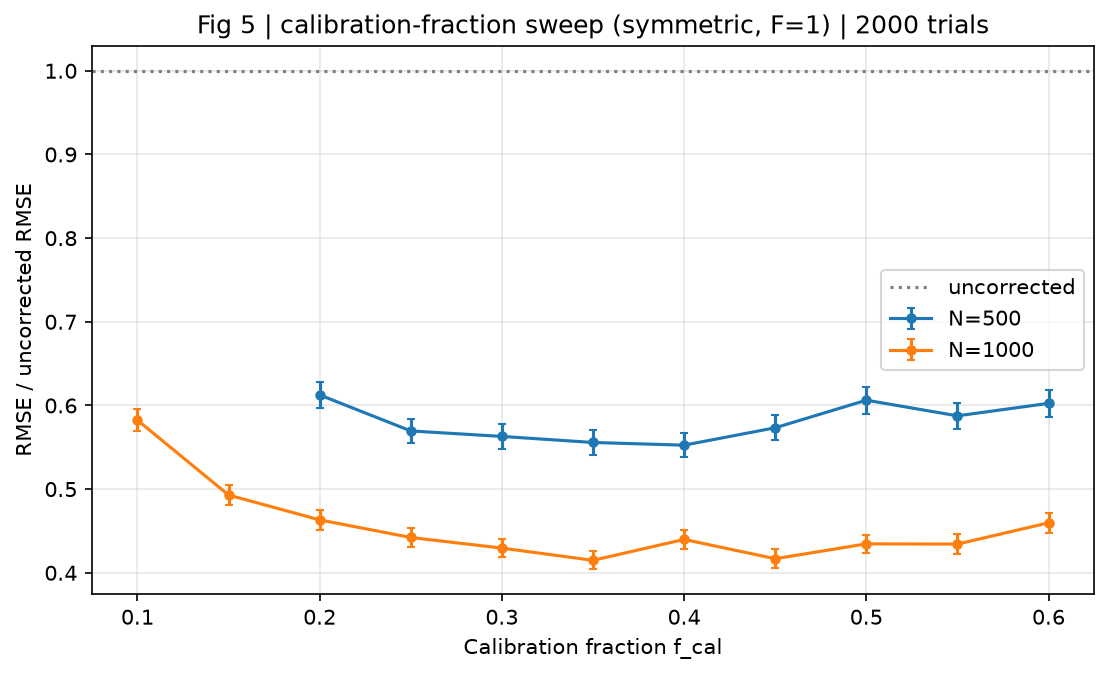 Fig 5 | calibration-fraction sweep (symmetric, F=1) | 2000 trials
RMSE / uncorrected RMSE
1.0
0.9
0.8
0.7
0.6
0.5
0.4
uncorrected
N=500
N=1000
0.1 0.2 0.3 0.4 0.5 0.6
Calibration fraction f_cal